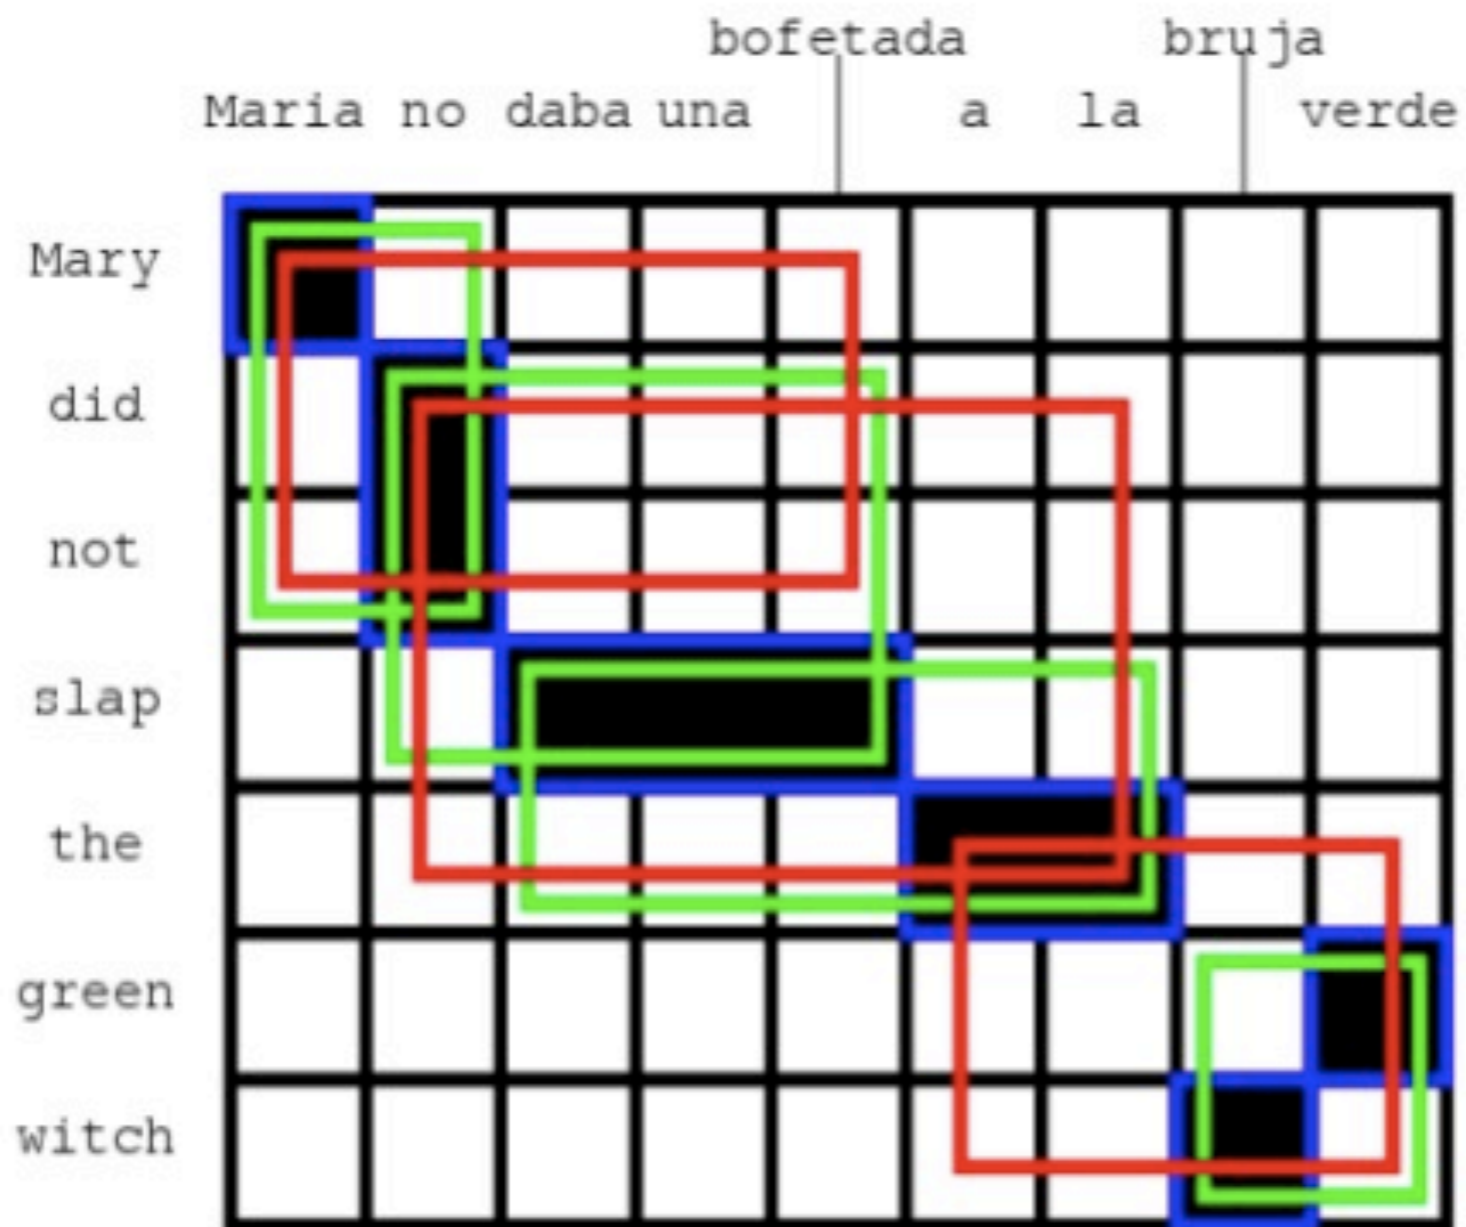 bofetada bruja
Maria no daba una a la verde
Mary
did
not
slap
the
green
witch